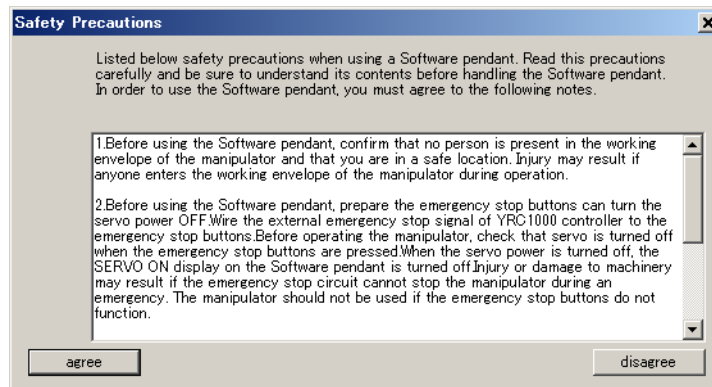 Safety Precautions
Listed below safety precautions when using a Software pendant. Read this precautions
carefully and be sure to understand its contents before handling the Software pendant.
In order to use the Software pendant, you must agree to the following notes.
1.Before using the Software pendant, confirm that no person is present in the working
envelope of the manipulator and that you are in a safe location. Injury may result if
anyone enters the working envelope of the manipulator during operation.
2.Before using the Software pendant, prepare the emergency stop buttons can turn the
servo power OFF.Wire the external emergency stop signal of YRC1000 controller to the
emergency stop buttons.Before operating the manipulator, check that servo is turned off
when the emergency stop buttons are pressed.When the servo power is turned off, the
SERVO ON display on the Software pendant is turned off.Injury or damage to machinery
may result if the emergency stop circuit cannot stop the manipulator during an
emergency. The manipulator should not be used if the emergency stop buttons do not
function.
agree
disagree